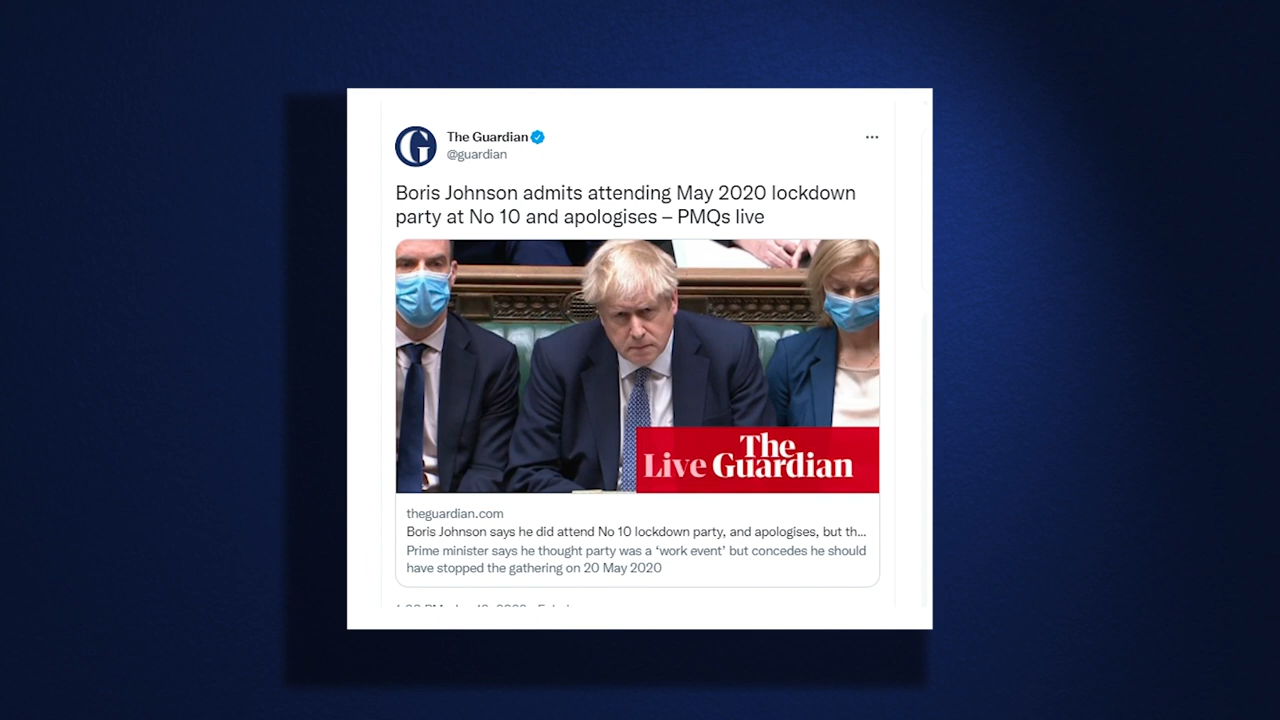 The Guardian
@guardian
Boris Johnson admits attending May 2020 lockdown
party at No 10 and apologises – PMQs live
The
Live Guardian
theguardian.com
Boris Johnson says he did attend No 10 lockdown party, and apologises, but th...
Prime minister says he thought party was a ‘work event’ but concedes he should
have stopped the gathering on 20 May 2020